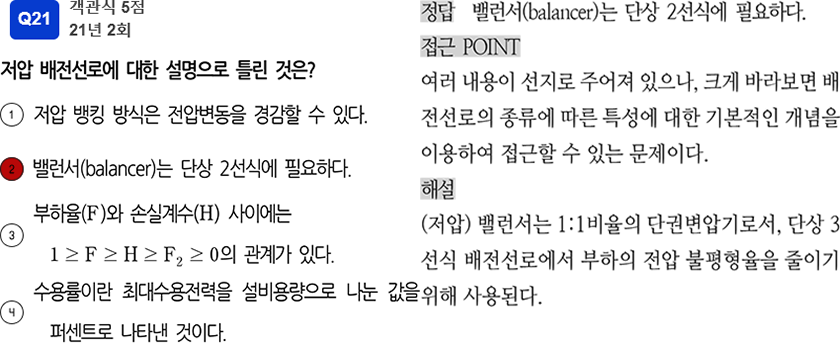 Q21
객관식 5점
21년 2회
저압 배전선로에 대한 설명으로 틀린 것은?
1 저압 뱅킹 방식은 전압변동을 경감할 수 있다.
2 밸런서(balancer)는 단상 2선식에 필요하다.
3 부하율(F)와 손실계수(H) 사이에는
1 ≥ F ≥ H ≥ F₂ ≥ 0의 관계가 있다.
4 수용률이란 최대수용전력을 설비용량으로 나눈 값을
퍼센트로 나타낸 것이다.
정답 밸런서(balancer)는 단상 2선식에 필요하다.
접근 POINT
여러 내용이 선지로 주어져 있으나, 크게 바라보면 배
전선로의 종류에 따른 특성에 대한 기본적인 개념을
이용하여 접근할 수 있는 문제이다.
해설
(저압) 밸런서는 1:1비율의 단권변압기로서, 단상 3
선식 배전선로에서 부하의 전압 불평형율을 줄이기
위해 사용된다.